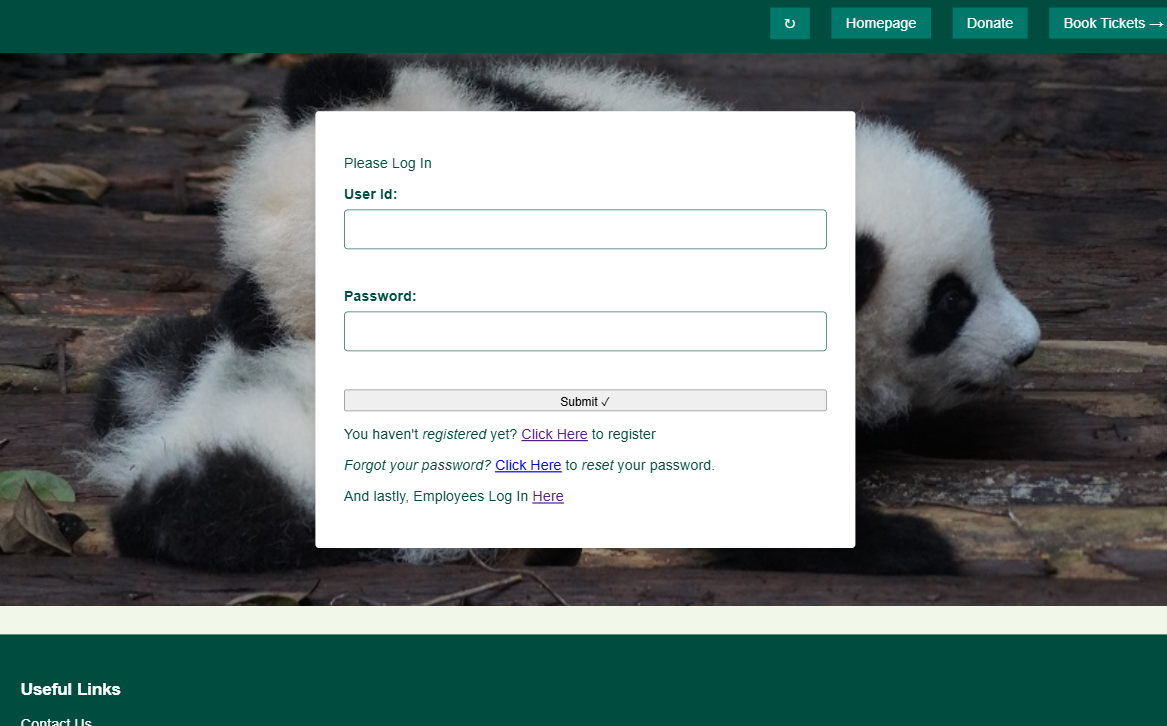 ↻ Homepage Donate Book Tickets →
Please Log In
User Id:
Password:
Submit ✓
You haven't registered yet? Click Here to register
Forgot your password? Click Here to reset your password.
And lastly, Employees Log In Here
Useful Links
Contact Us